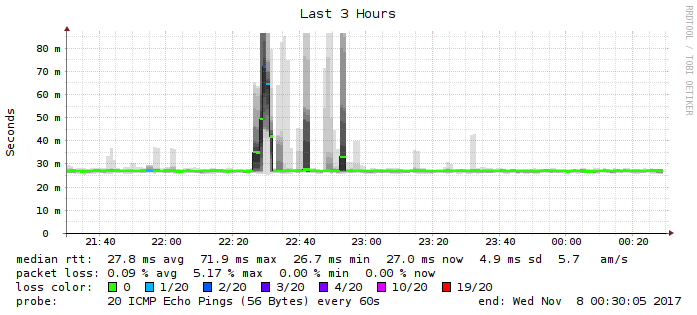 Last 3 Hours
RRDTOOL / TOBI OETIKER
Seconds
80 m
70 m
60 m
50 m
40 m
30 m
20 m
10 m
0
21:40 22:00 22:20 22:40 23:00 23:20 23:40 00:00 00:20
median rtt: 27.8 ms avg 71.9 ms max 26.7 ms min 27.0 ms now 4.9 ms sd 5.7 am/s
packet loss: 0.09 % avg 5.17 % max 0.00 % min 0.00 % now
loss color: 0 1/20 2/20 3/20 4/20 10/20 19/20
probe: 20 ICMP Echo Pings (56 Bytes) every 60s end: Wed Nov 8 00:30:05 2017